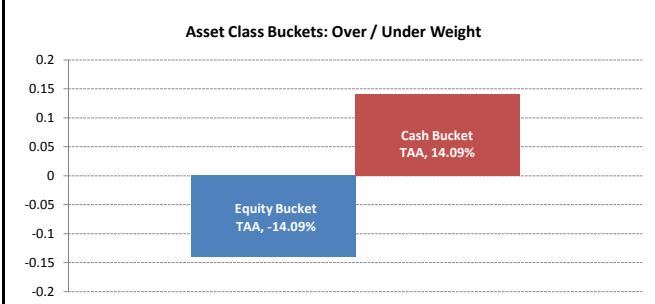 Asset Class Buckets: Over / Under Weight
0.2
0.15
0.1
0.05
0
-0.05
-0.1
-0.15
-0.2
Cash Bucket
TAA, 14.09%
Equity Bucket
TAA, -14.09%